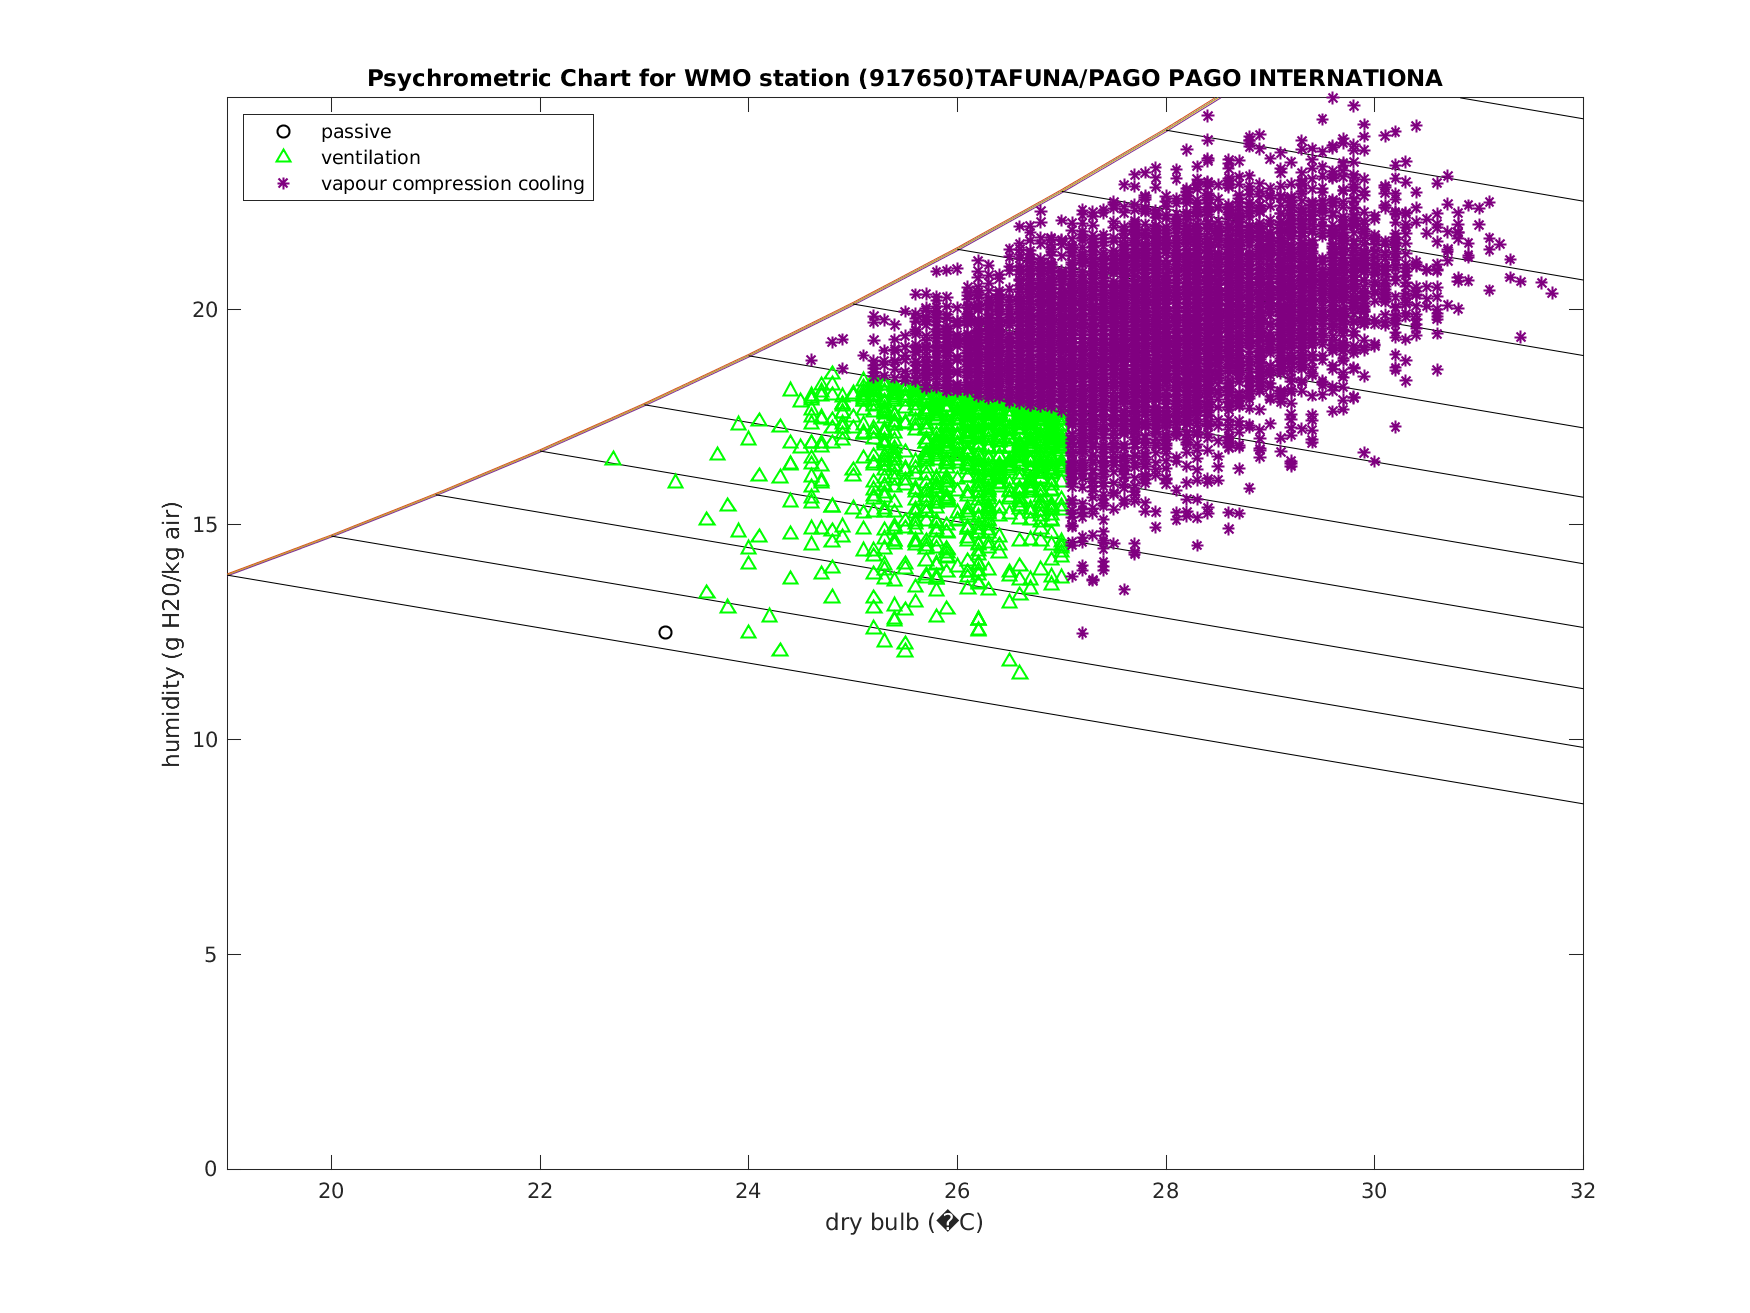 Psychrometric Chart for WMO station (917650)TAFUNA/PAGO PAGO INTERNATIONA
passive
ventilation
vapour compression cooling
20
15
10
5
0
humidity (g H20/kg air)
20 22 24 26 28 30 32
dry bulb (�C)